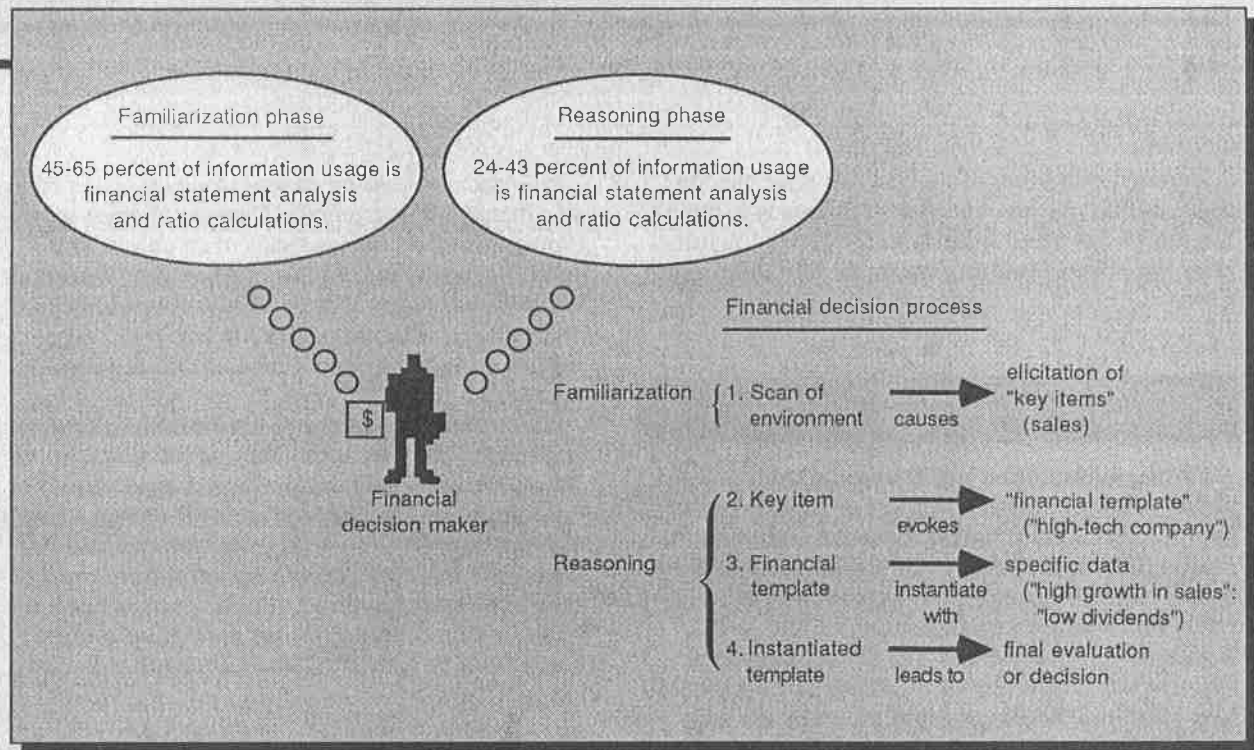 Familiarization phase
45-65 percent of information usage is
financial statement analysis
and ratio calculations.
Reasoning phase
24-43 percent of information usage
is financial statement analysis
and ratio calculations.
$
Financial
decision maker
Financial decision process
Familiarization
1. Scan of
environment
causes
elicitation of
"key items"
(sales)
Reasoning
2. Key item
evokes
"financial template"
("high-tech company")
3. Financial
template
instantiate
with
specific data
("high growth in sales";
"low dividends")
4. Instantiated
template
leads to
final evaluation
or decision